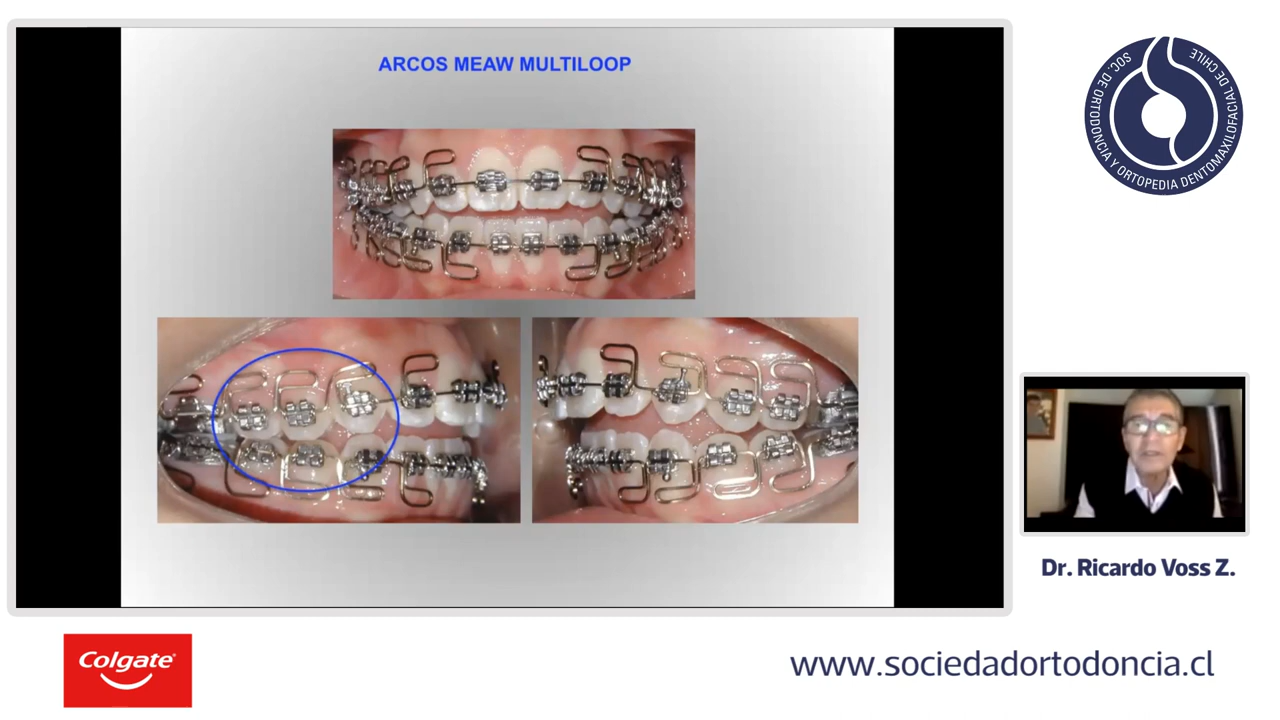 ARCOS MEAW MULTILOOP
SOC. DE ORTODONCIA Y ORTOPEDIA DENTOMAXILOFACIAL DE CHILE
Dr. Ricardo Voss Z.
Colgate®
www.sociedadortodoncia.cl